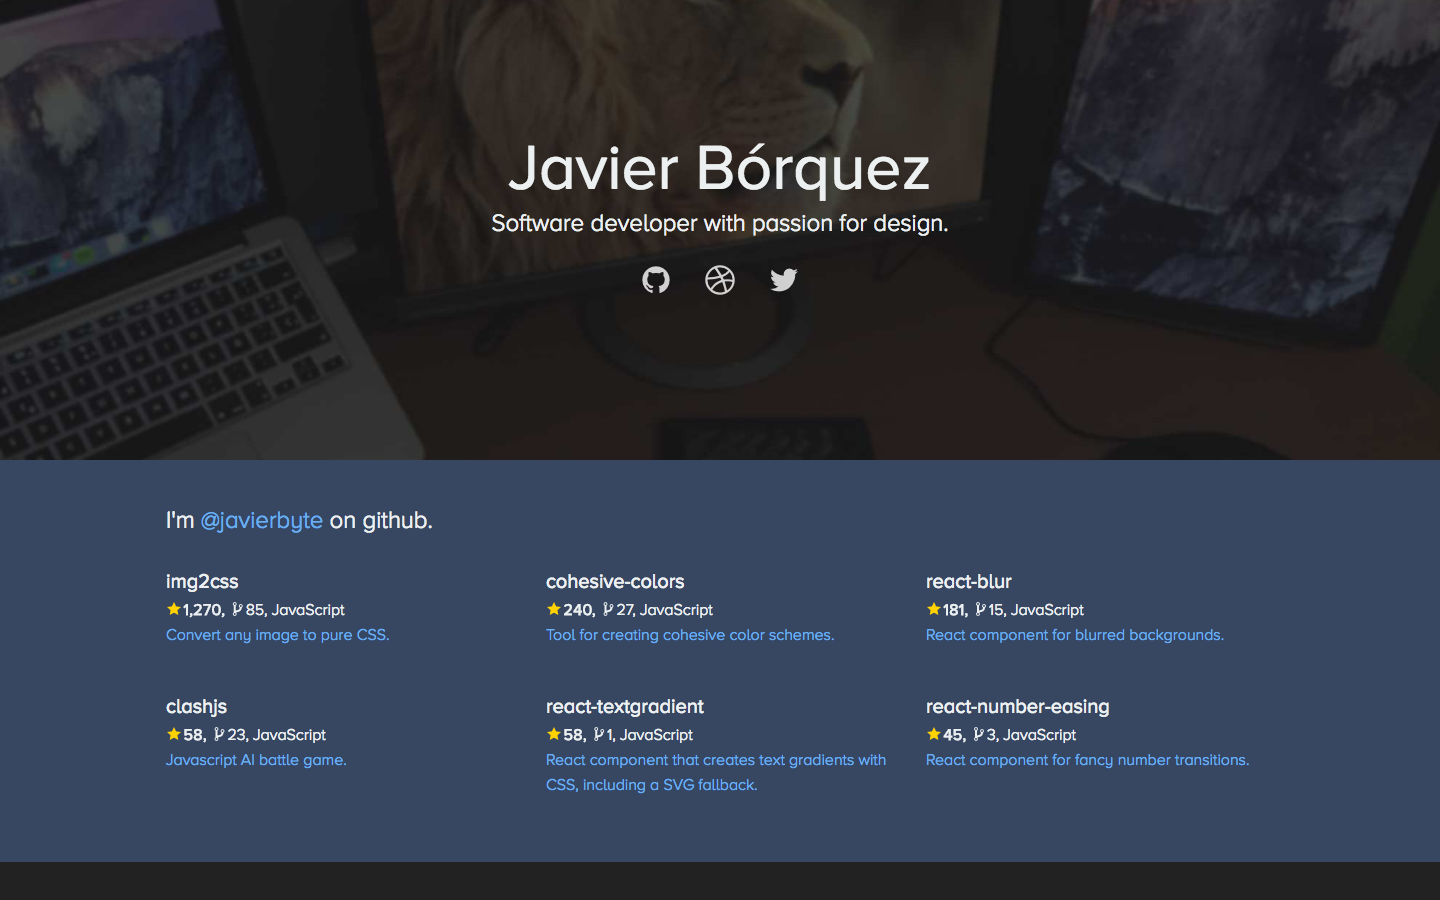 Javier Bórquez
Software developer with passion for design.
I'm @javierbyte on github.
img2css
1,270, 85, JavaScript
Convert any image to pure CSS.
cohesive-colors
240, 27, JavaScript
Tool for creating cohesive color schemes.
react-blur
181, 15, JavaScript
React component for blurred backgrounds.
clashjs
58, 23, JavaScript
Javascript AI battle game.
react-textgradient
58, 1, JavaScript
React component that creates text gradients with
CSS, including a SVG fallback.
react-number-easing
45, 3, JavaScript
React component for fancy number transitions.